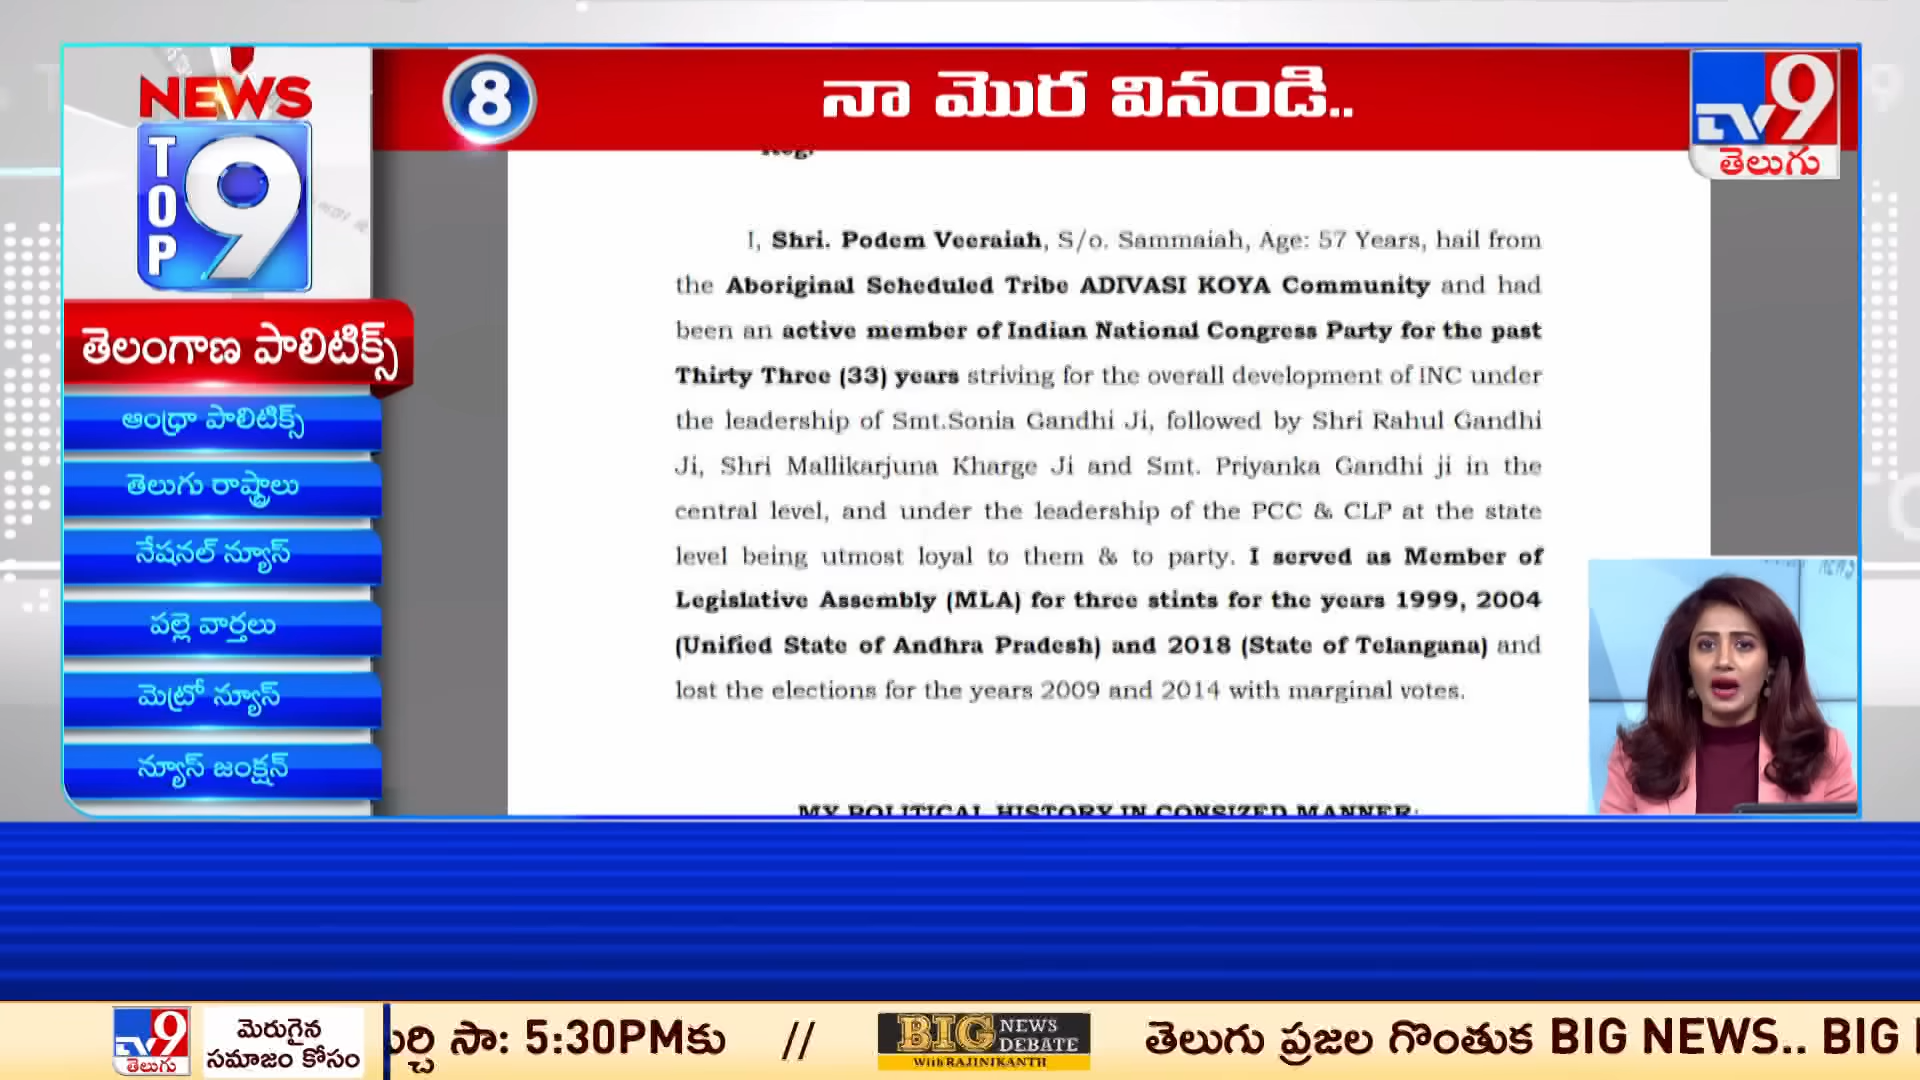 NEWS
TOP 9
8
నా మొర వినండి..
TV9
తెలుగు
తెలంగాణ పాలిటిక్స్
ఆంధ్రా పాలిటిక్స్
తెలుగు రాష్ట్రాలు
నేషనల్ న్యూస్
పల్లె వార్తలు
మెట్రో న్యూస్
న్యూస్ జంక్షన్
I, Shri. Podem Veeraiah, S/o. Sammaiah, Age: 57 Years, hail from
the Aboriginal Scheduled Tribe ADIVASI KOYA Community and had
been an active member of Indian National Congress Party for the past
Thirty Three (33) years striving for the overall development of INC under
the leadership of Smt.Sonia Gandhi Ji, followed by Shri Rahul Gandhi
Ji, Shri Mallikarjuna Kharge Ji and Smt. Priyanka Gandhi ji in the
central level, and under the leadership of the PCC & CLP at the state
level being utmost loyal to them & to party. I served as Member of
Legislative Assembly (MLA) for three stints for the years 1999, 2004
(Unified State of Andhra Pradesh) and 2018 (State of Telangana) and
lost the elections for the years 2009 and 2014 with marginal votes.
MY POLITICAL HISTORY IN CONSIZED MANNER:
TV9
తెలుగు
మెరుగైన
సమాజం కోసం
సా: 5:30PMకు // BIG NEWS DEBATE With RAJINIKANTH తెలుగు ప్రజల గొంతుక BIG NEWS.. BIG